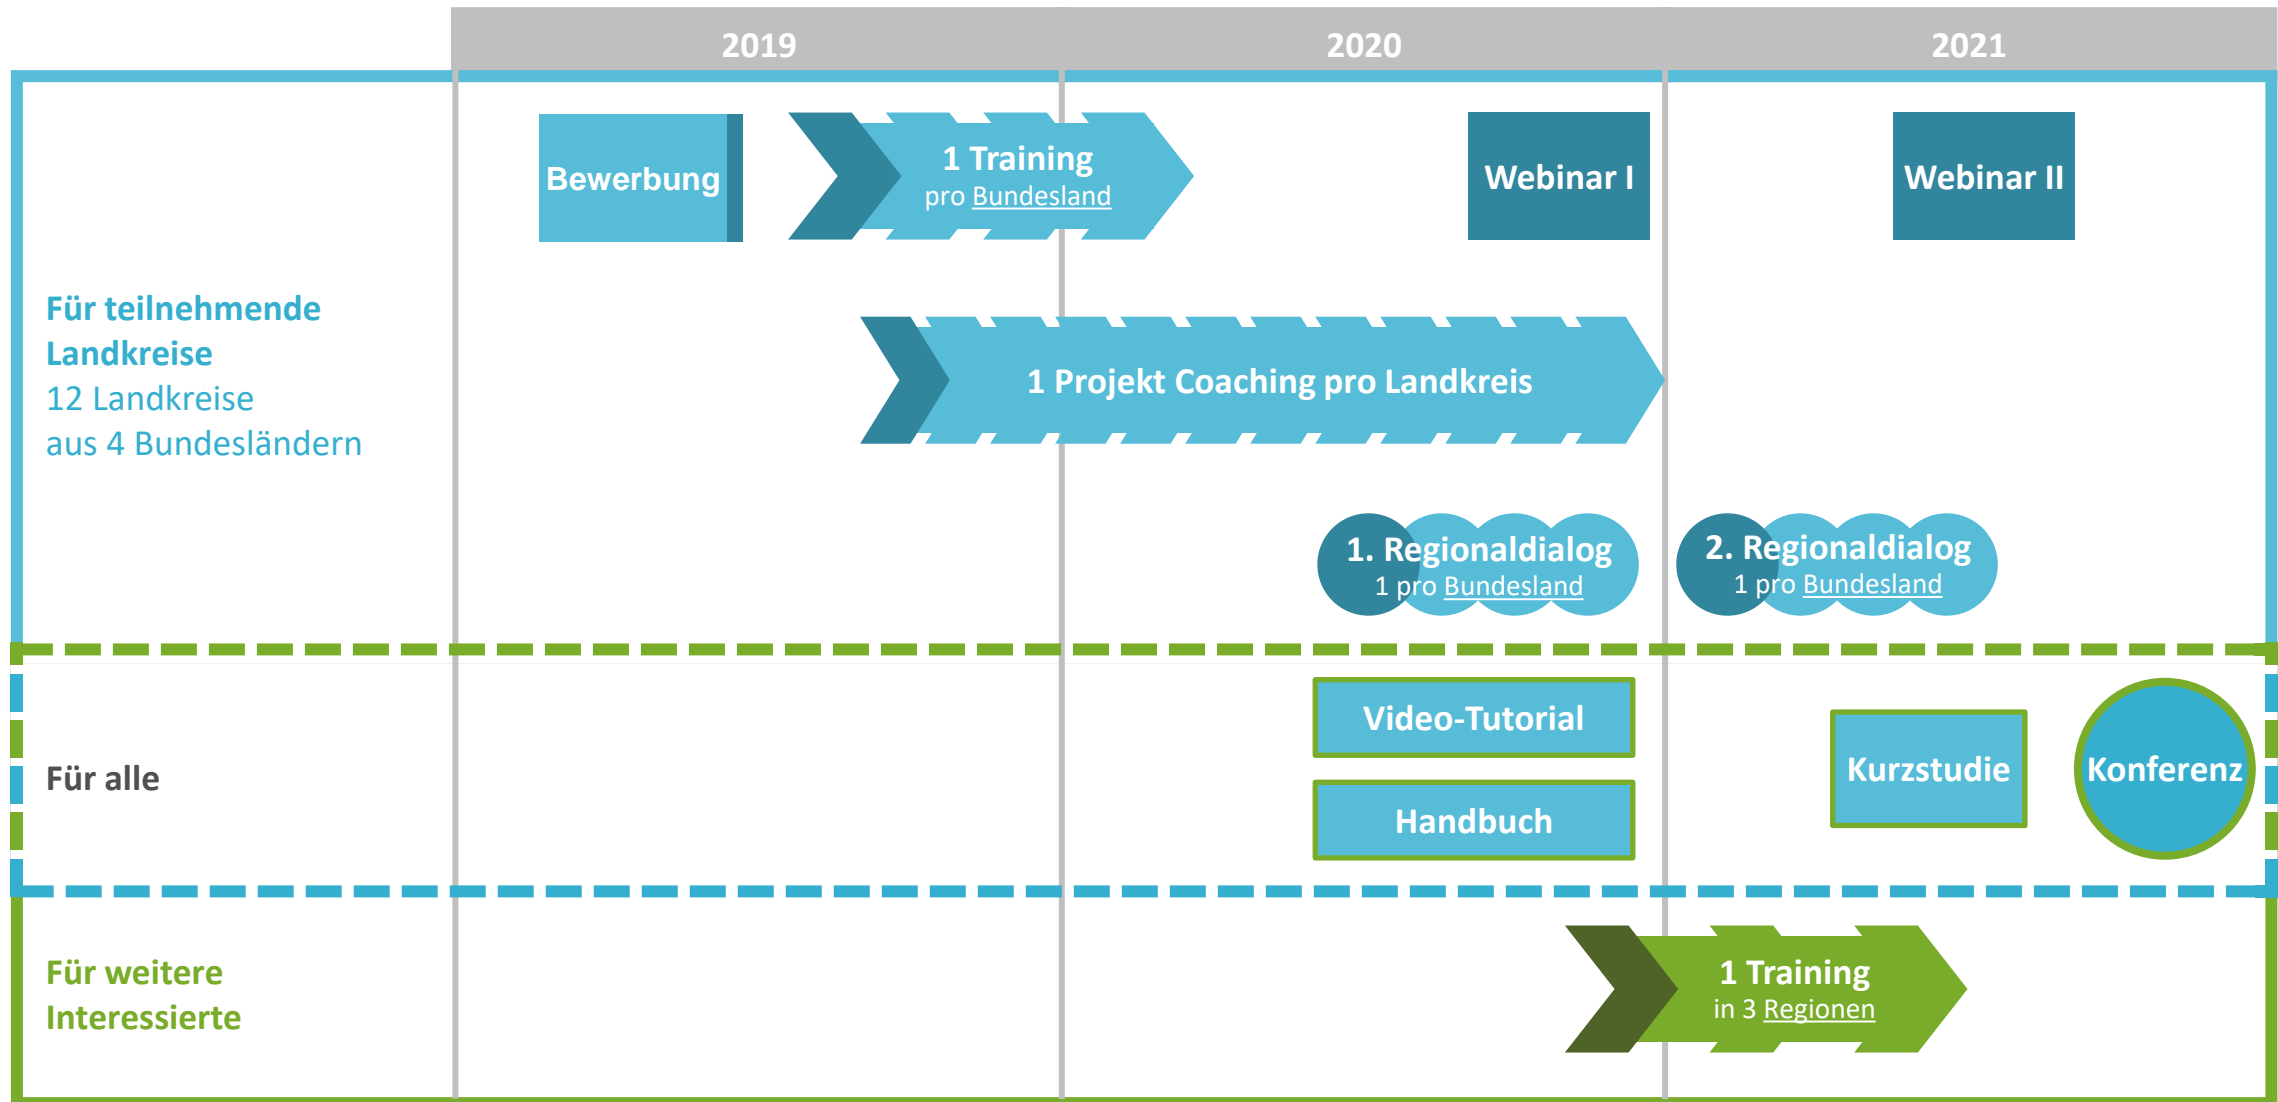 2019
2020
2021
Bewerbung
1 Training
pro Bundesland
Webinar I
Webinar II
Für teilnehmende
Landkreise
12 Landkreise
aus 4 Bundesländern
1 Projekt Coaching pro Landkreis
1. Regionaldialog
1 pro Bundesland
2. Regionaldialog
1 pro Bundesland
Für alle
Video-Tutorial
Handbuch
Kurzstudie
Konferenz
Für weitere
Interessierte
1 Training
in 3 Regionen